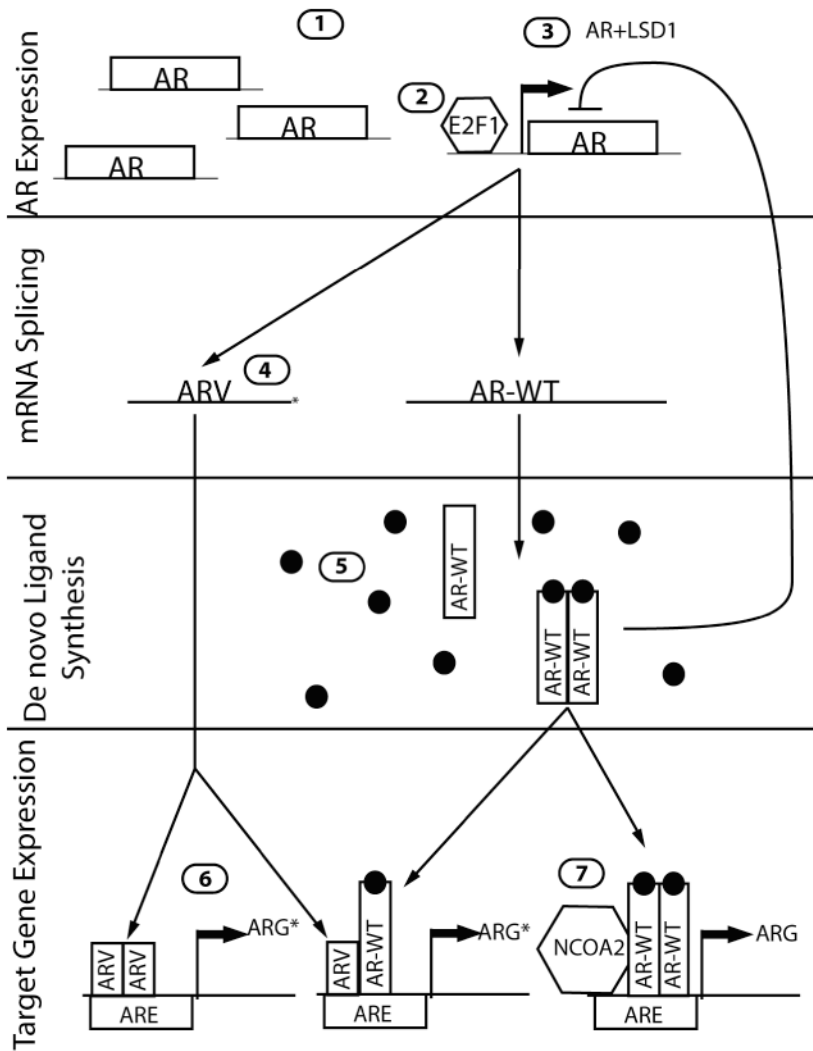 AR Expression
1
3
AR+LSD1
AR
2
E2F1
AR
AR
AR
mRNA Splicing
4
ARV
*
AR-WT
De novo Ligand
Synthesis
5
AR-WT
AR-WT
AR-WT
Target Gene Expression
6
7
ARG*
ARG*
ARG
ARV
ARV
ARV
AR-WT
NCOA2
AR-WT
AR-WT
ARE
ARE
ARE